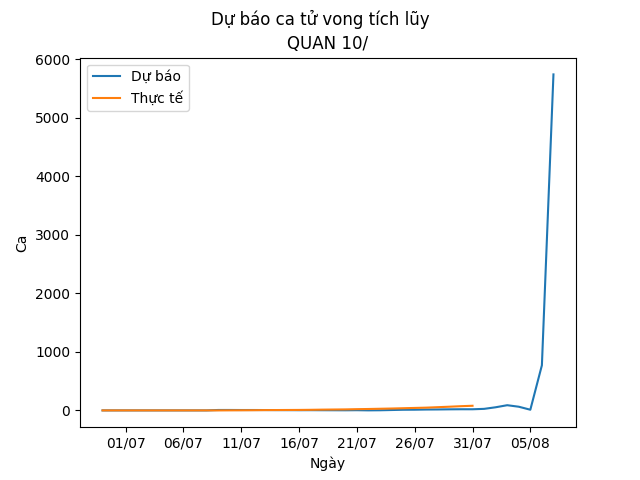 Dự báo ca tử vong tích lũy
QUAN 10/
Dự báo
Thực tế
6000
5000
4000
3000
2000
1000
0
Ca
01/07 06/07 11/07 16/07 21/07 26/07 31/07 05/08
Ngày